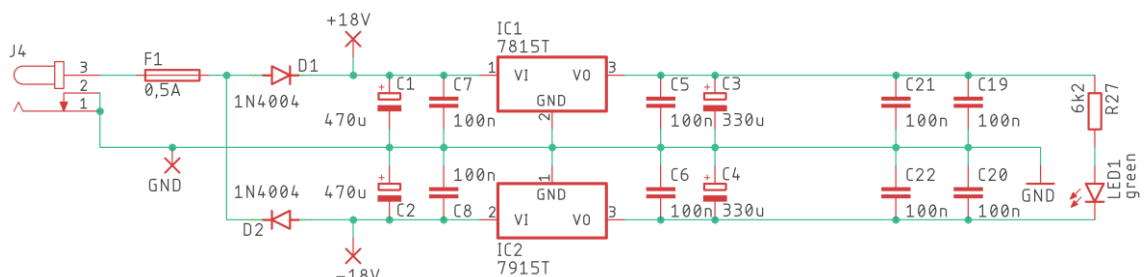 J4
3
2
1
F1
0,5A
D1
1N4004
+18V
C1
470u
C7
100n
IC1
7815T
1
VI
VO
3
GND
2
C5
100n
C3
330u
C21
100n
C19
100n
6k2
R27
GND
1N4004
D2
470u
C2
100n
C8
-18V
1
GND
2
VI
VO
3
IC2
7915T
C6
100n
C4
330u
C22
100n
C20
100n
GND
LED1
green
+
+
+
+